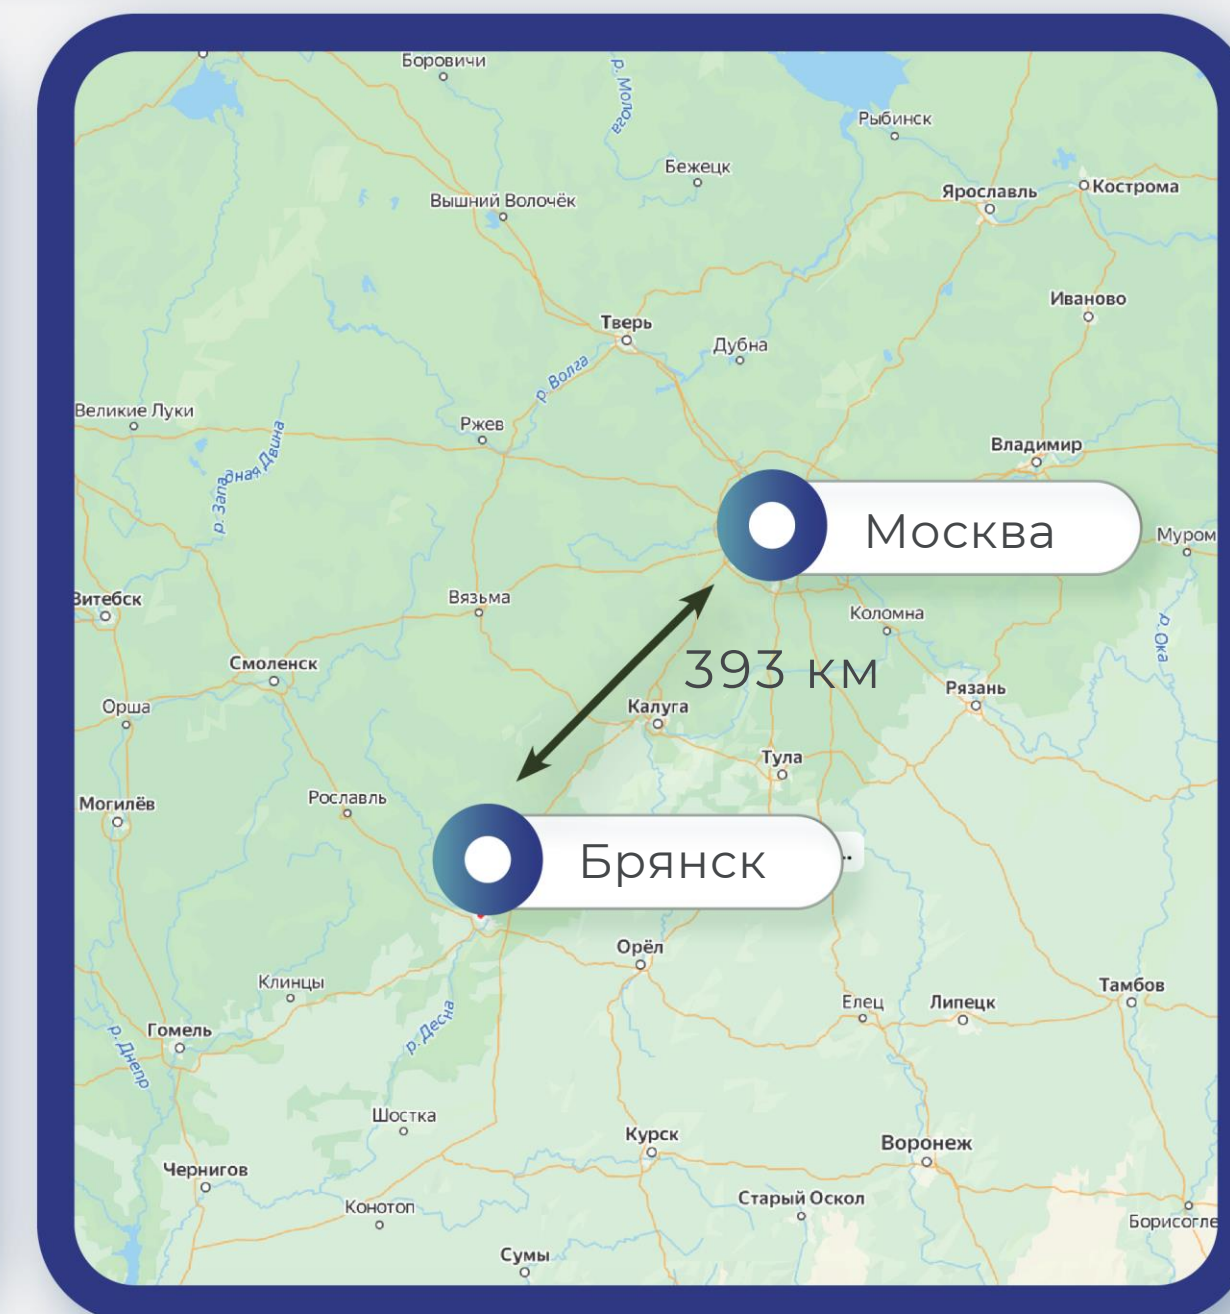 Боровичи
р. Молога
Рыбинск
Бежецк
Ярославль
Кострома
Вышний Волочёк
Иваново
Тверь
Дубна
р. Волга
Великие Луки
Ржев
Владимир
р. Западная Двина
Москва
Муром
Витебск
Вязьма
Коломна
р. Ока
Смоленск
393 км
Рязань
Орша
Калуга
Тула
Могилёв
Рославль
Брянск
..
Орёл
Клинцы
Тамбов
Елец
Липецк
р. Десна
Гомель
р. Днепр
Шостка
Курск
Воронеж
Чернигов
Старый Оскол
Конотоп
Борисогле
Сумы